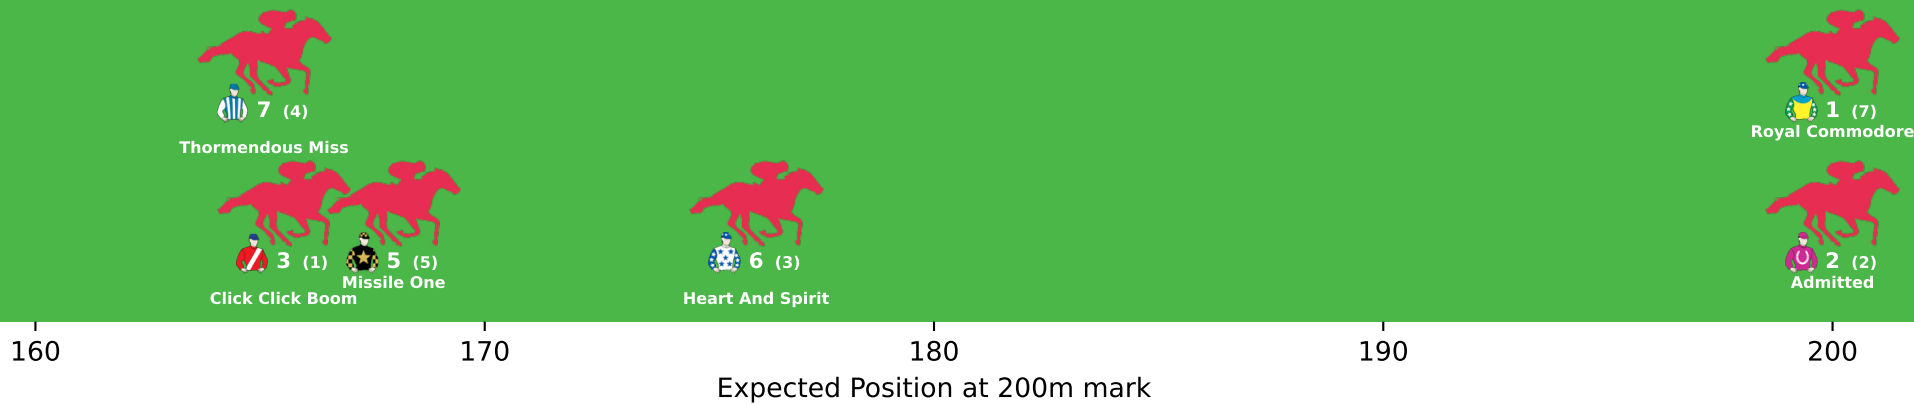 7 (4)
Thormendous Miss
1 (7)
Royal Commodore
3 (1)
Click Click Boom
5 (5)
Missile One
6 (3)
Heart And Spirit
2 (2)
Admitted
160 170 180 190 200
Expected Position at 200m mark